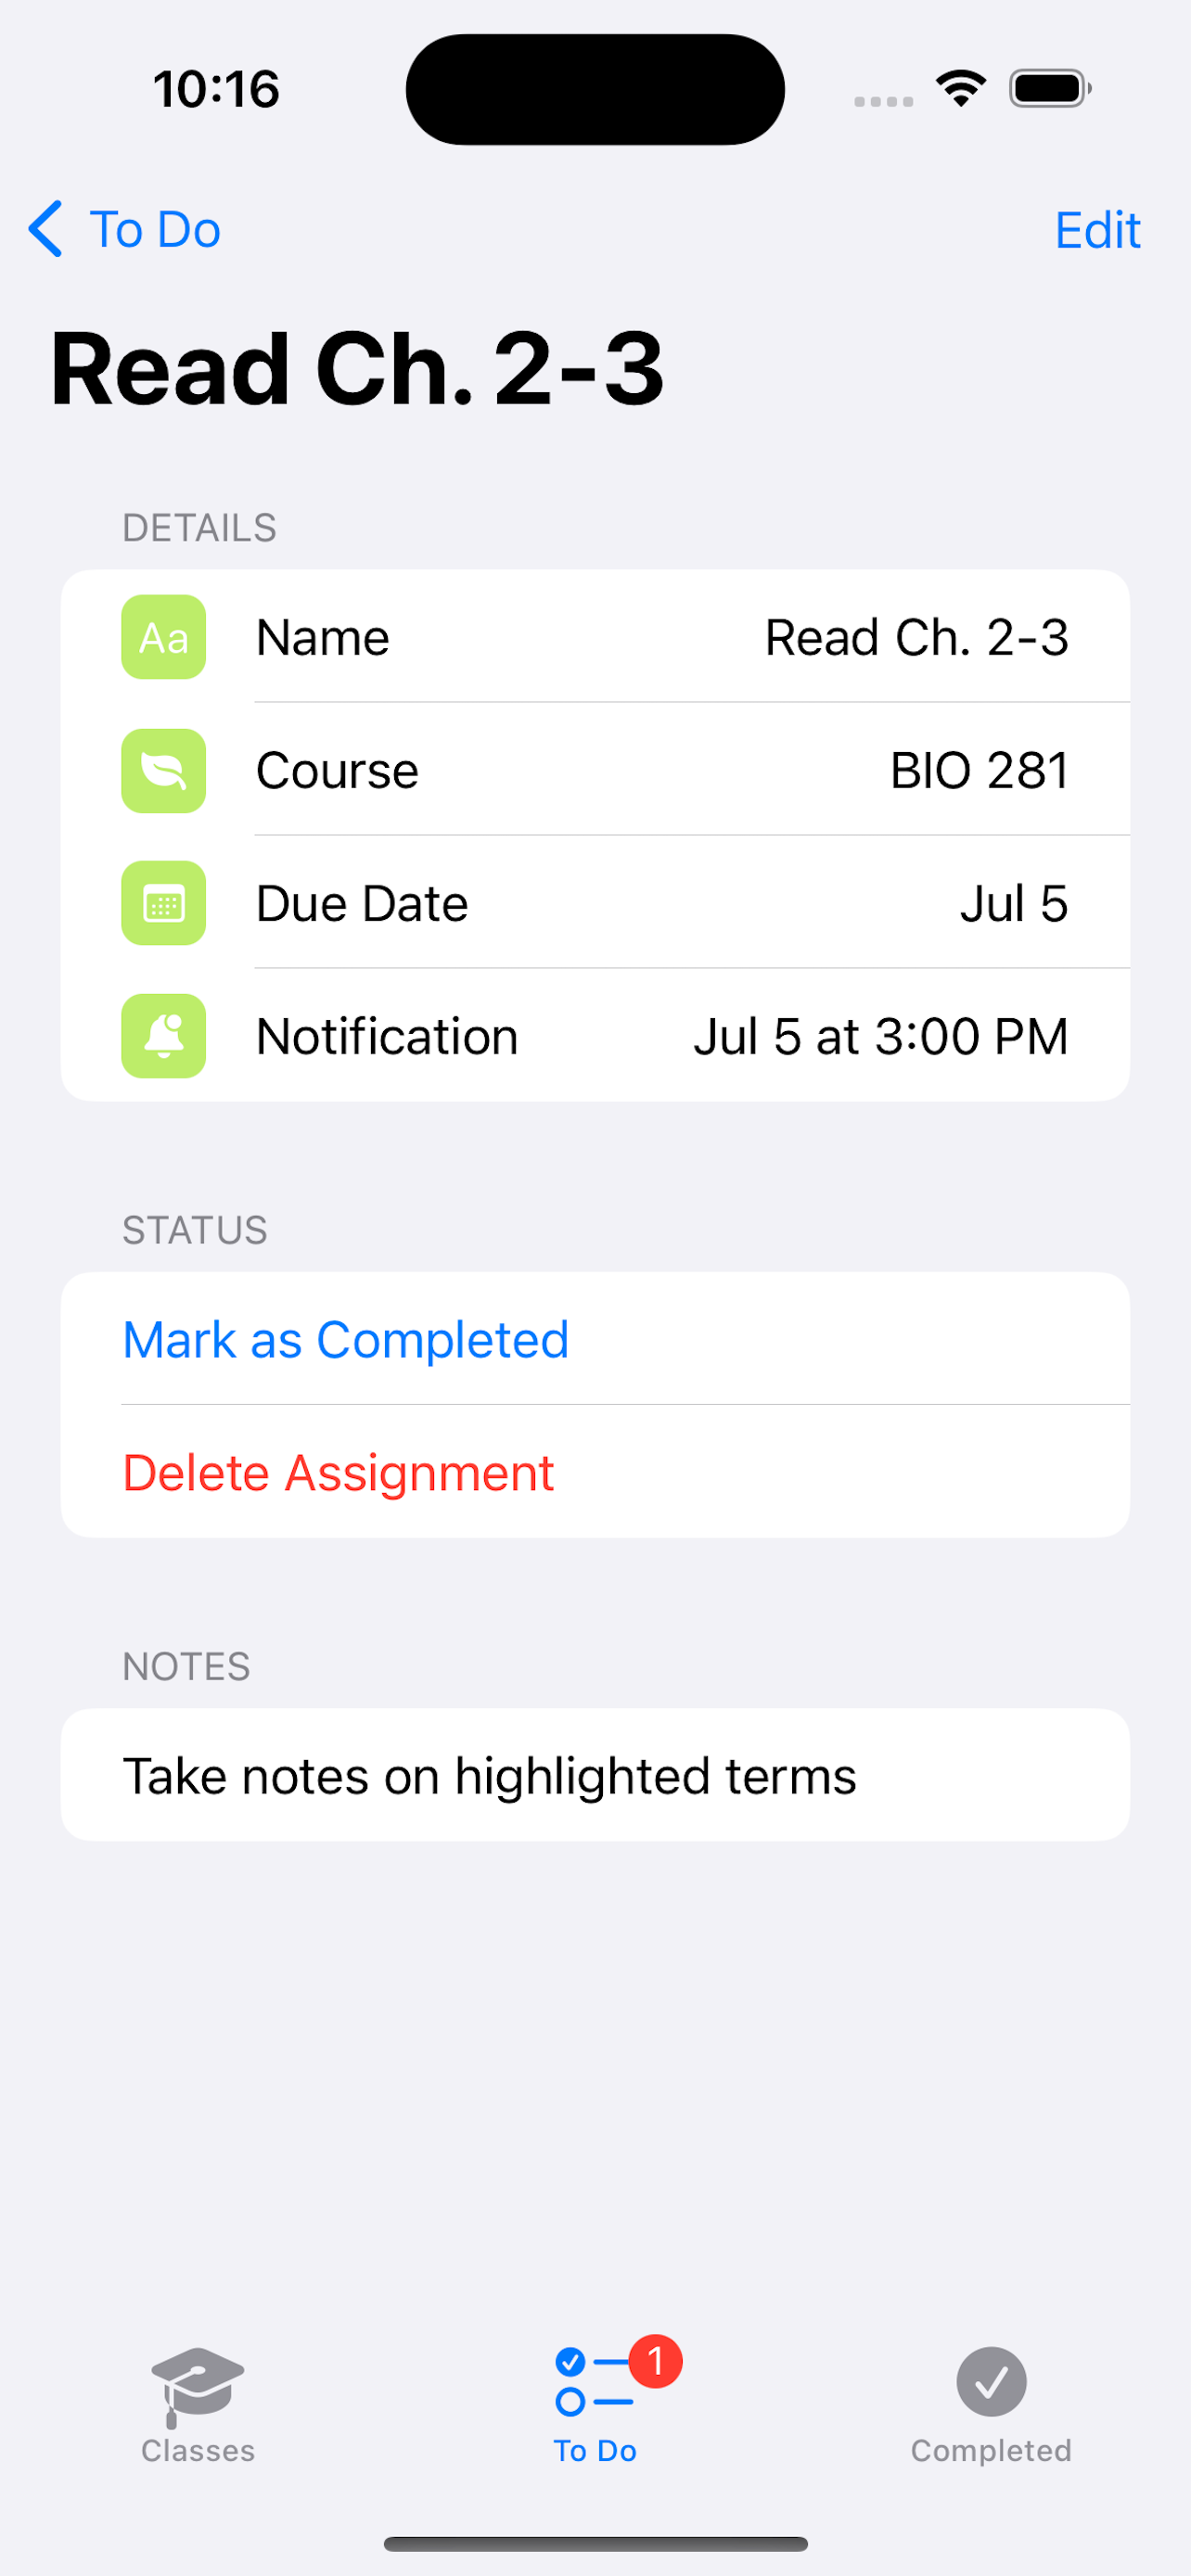 10:16
To Do
Edit
Read Ch. 2-3
DETAILS
Aa Name Read Ch. 2-3
Course BIO 281
Due Date Jul 5
Notification Jul 5 at 3:00 PM
STATUS
Mark as Completed
Delete Assignment
NOTES
Take notes on highlighted terms
1
Classes To Do Completed